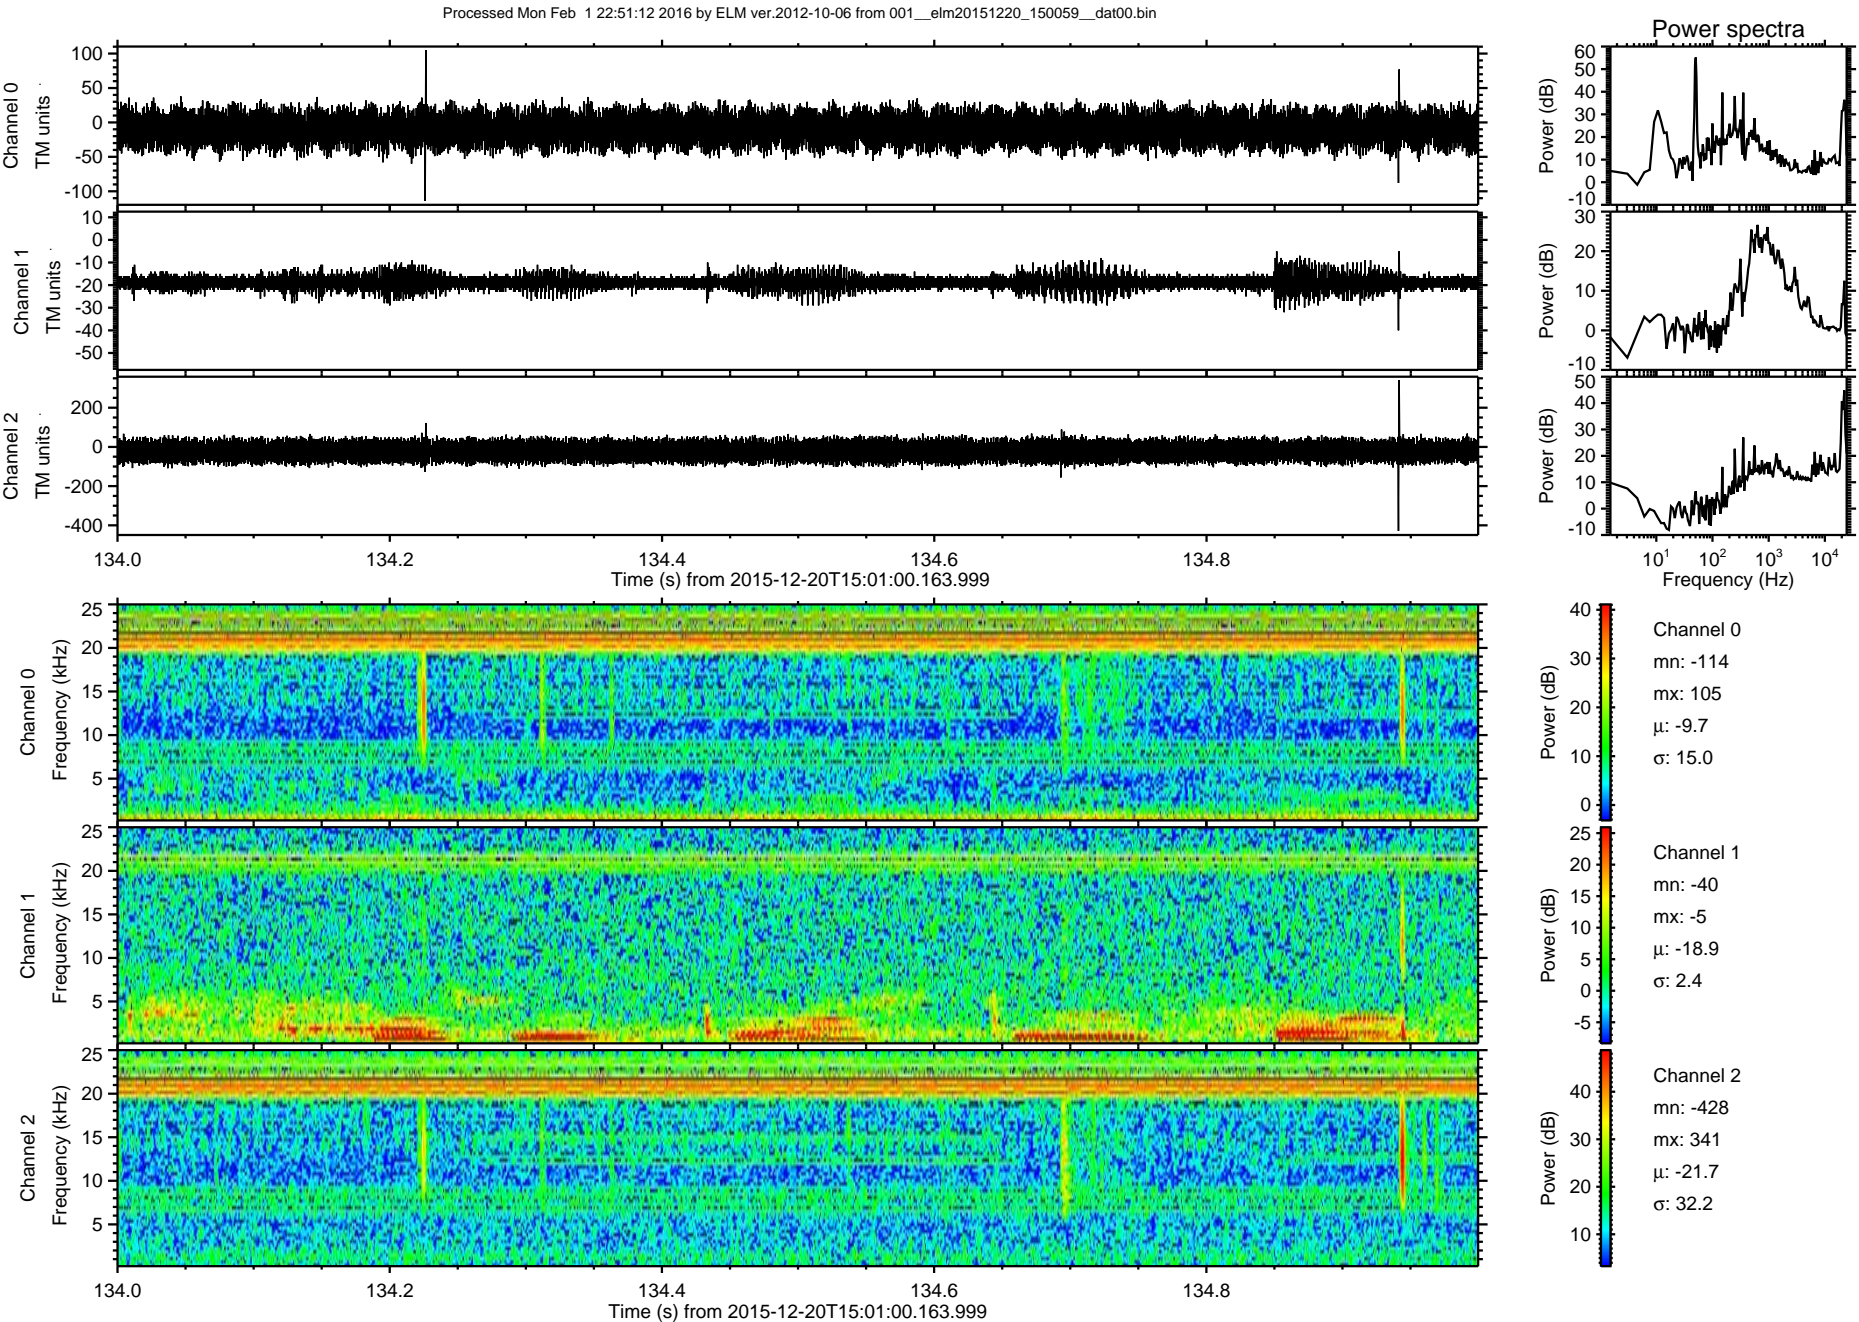 Processed Mon Feb  1 22:51:12 2016 by ELM ver.2012-10-06 from 001__elm20151220_150059__dat00.bin
Power spectra
Channel 0
TM units
100
50
0
-50
-100
Power (dB)
60
50
40
30
20
10
0
-10
Channel 1
TM units
10
0
-10
-20
-30
-40
-50
Power (dB)
30
20
10
0
-10
Channel 2
TM units
200
0
-200
-400
Power (dB)
50
40
30
20
10
0
-10
134.0 134.2 134.4 134.6 134.8
Time (s) from 2015-12-20T15:01:00.163.999
10¹ 10² 10³ 10⁴
Frequency (Hz)
Channel 0
Frequency (kHz)
25
20
15
10
5
Power (dB)
40
30
20
10
0
Channel 0
mn: -114
mx: 105
µ: -9.7
σ: 15.0
Channel 1
Frequency (kHz)
25
20
15
10
5
Power (dB)
25
20
15
10
5
0
-5
Channel 1
mn: -40
mx: -5
µ: -18.9
σ: 2.4
Channel 2
Frequency (kHz)
25
20
15
10
5
Power (dB)
40
30
20
10
Channel 2
mn: -428
mx: 341
µ: -21.7
σ: 32.2
134.0 134.2 134.4 134.6 134.8
Time (s) from 2015-12-20T15:01:00.163.999